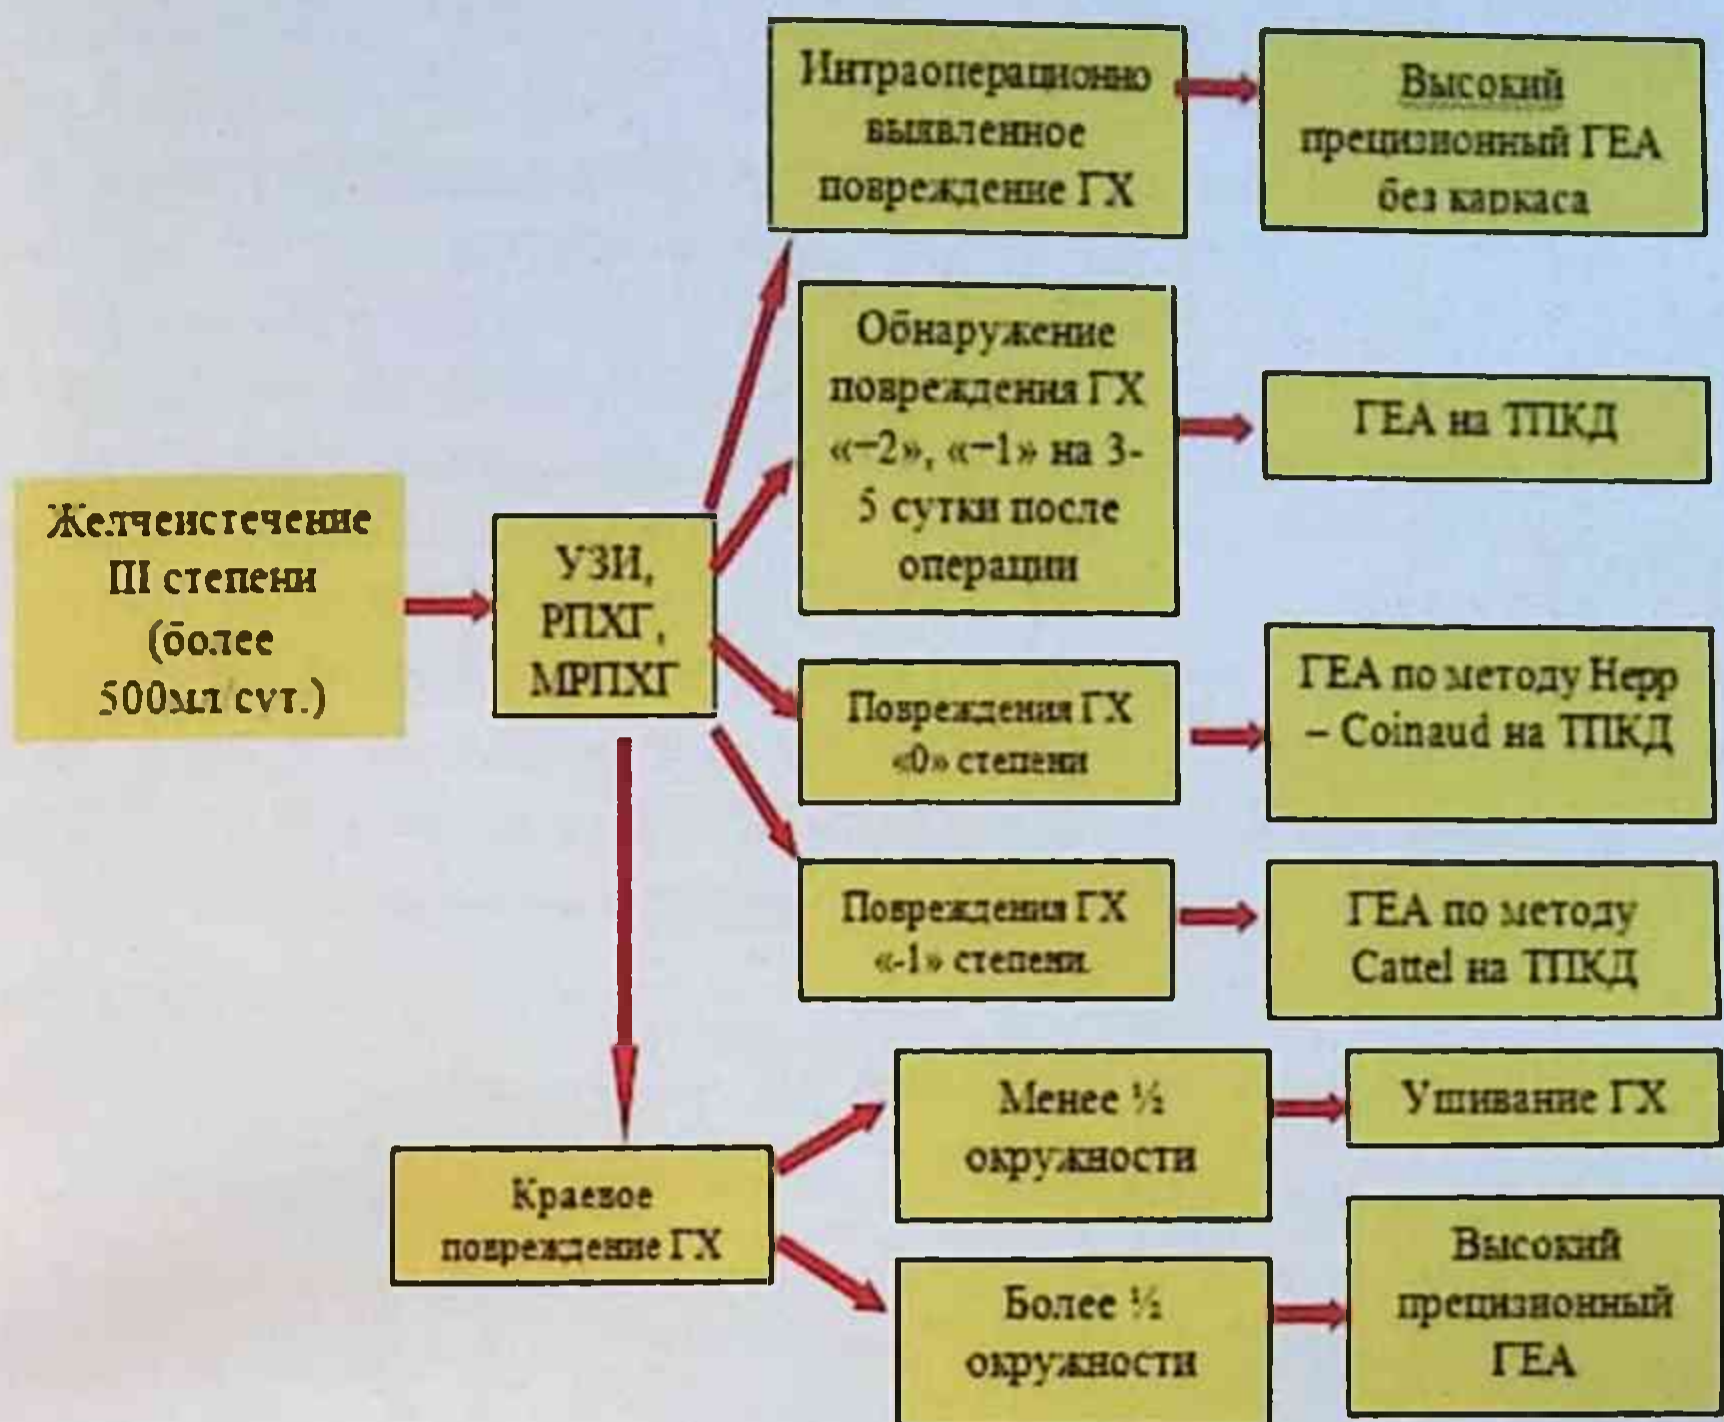 Желчеистечение
III степени
(более
500мл/сут.)
УЗИ,
РПХГ,
МРПХГ
Интраоперационно
выявленное
повреждение ГХ
Высокий
прецизионный ГЕА
без каркаса
Обнаружение
повреждения ГХ
«−2», «−1» на 3-
5 сутки после
операции
ГЕА на ТПКД
Повреждения ГХ
«0» степени
ГЕА по методу Hepp
– Coinaud на ТПКД
Повреждения ГХ
«-1» степени.
ГЕА по методу
Cattel на ТПКД
Краевое
повреждение ГХ
Менее ½
окружности
Ушивание ГХ
Более ½
окружности
Высокий
прецизионный
ГЕА